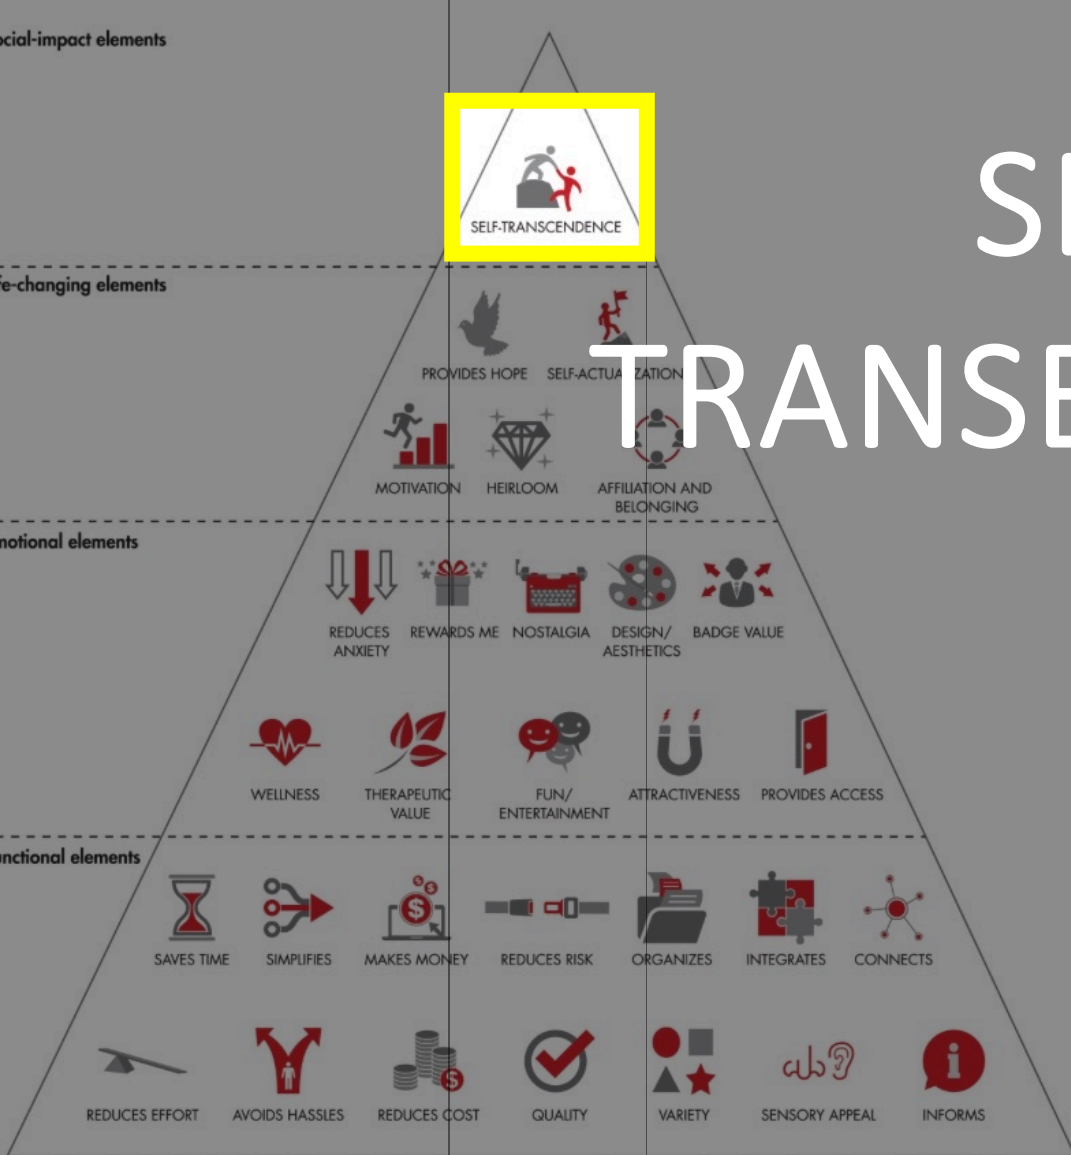 ocial-impact elements
SE
SELF-TRANSCENDENCE
fe-changing elements
TRANSE
PROVIDES HOPE SELF-ACTUALIZATION
MOTIVATION HEIRLOOM AFFILIATION AND
BELONGING
motional elements
REDUCES REWARDS ME NOSTALGIA DESIGN/ BADGE VALUE
ANXIETY AESTHETICS
WELLNESS THERAPEUTIC FUN/ ATTRACTIVENESS PROVIDES ACCESS
VALUE ENTERTAINMENT
unctional elements
SAVES TIME SIMPLIFIES MAKES MONEY REDUCES RISK ORGANIZES INTEGRATES CONNECTS
REDUCES EFFORT AVOIDS HASSLES REDUCES COST QUALITY VARIETY SENSORY APPEAL INFORMS